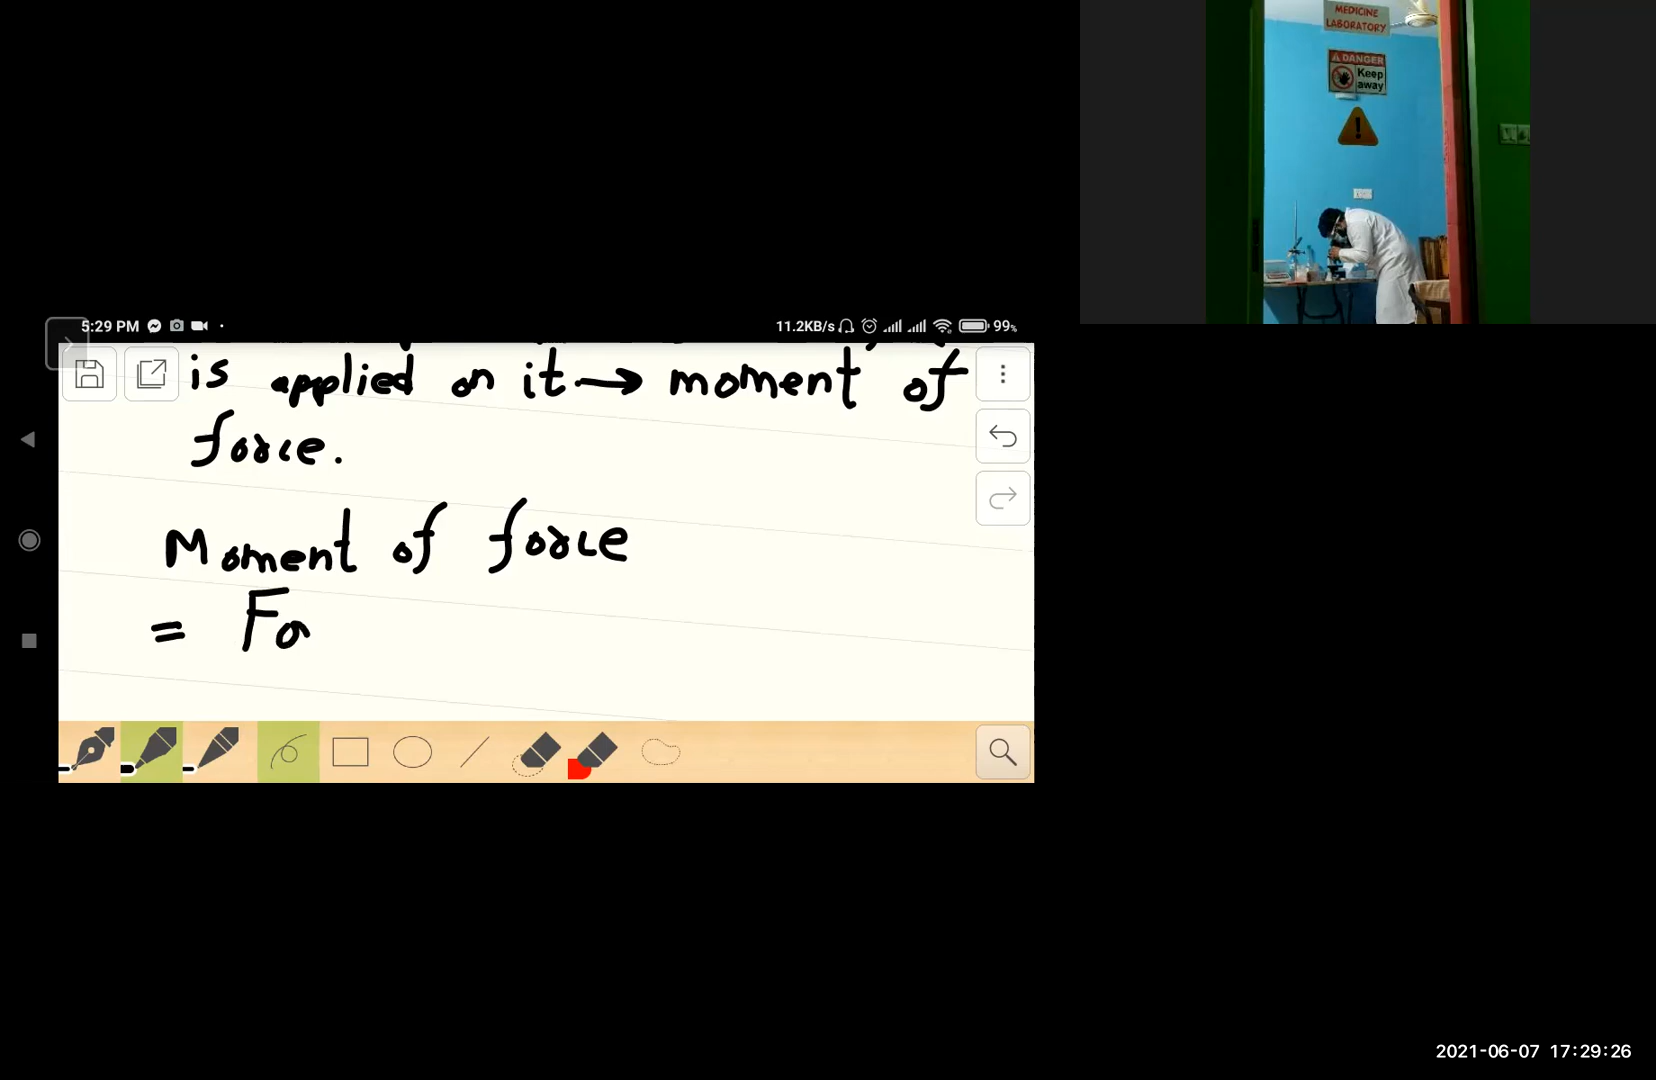 MEDICINE
LABORATORY
DANGER
Keep
away
5:29 PM
11.2KB/s
99%
is applied on it → moment of
force.
Moment of force
= Fo
2021-06-07 17:29:26